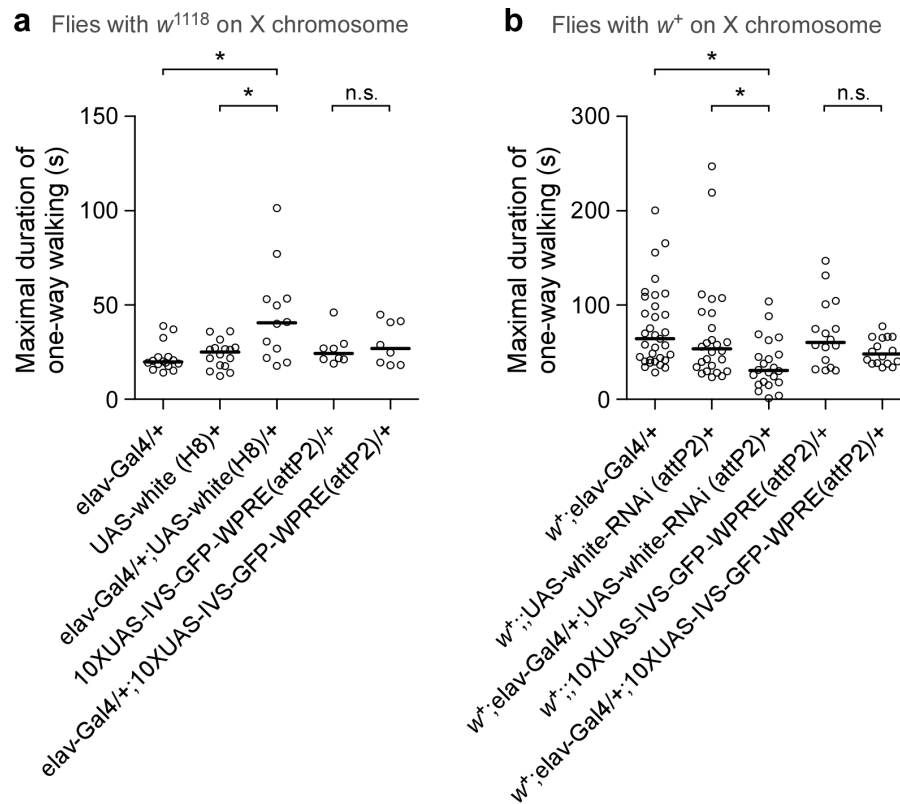 a Flies with w1118 on X chromosome
*
*
n.s.
Maximal duration of
one-way walking (s)
150
100
50
0
elav-Gal4/+
UAS-white (H8)+
elav-Gal4/+;UAS-white(H8)/+
10XUAS-IVS-GFP-WPRE(attP2)/+
elav-Gal4/+;10XUAS-IVS-GFP-WPRE(attP2)/+
b Flies with w+ on X chromosome
*
*
n.s.
Maximal duration of
one-way walking (s)
300
200
100
0
w+;elav-Gal4/+
w+;;UAS-white-RNAi (attP2)+
w+;elav-Gal4/+;UAS-white-RNAi (attP2)+
w+;;10XUAS-IVS-GFP-WPRE(attP2)/+
w+;elav-Gal4/+;10XUAS-IVS-GFP-WPRE(attP2)/+